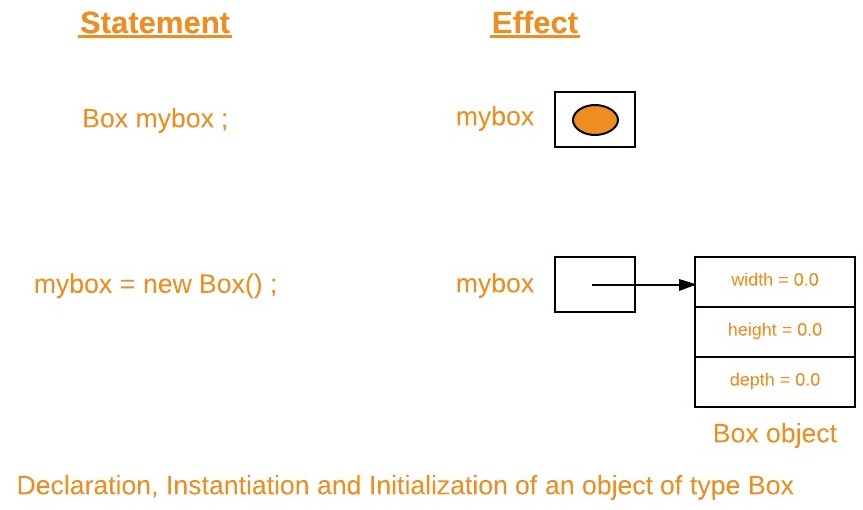 Statement
Effect
Box mybox ;
mybox
mybox = new Box() ;
mybox
width = 0.0
height = 0.0
depth = 0.0
Box object
Declaration, Instantiation and Initialization of an object of type Box